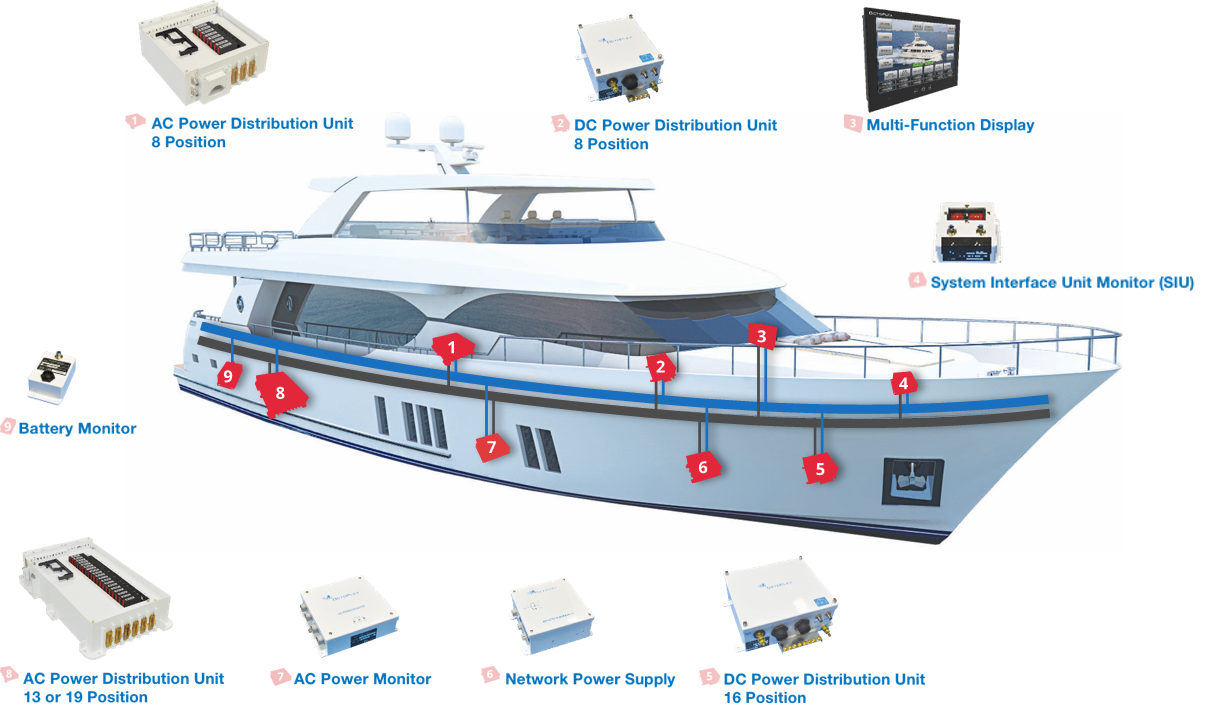 1 AC Power Distribution Unit
8 Position
2 DC Power Distribution Unit
8 Position
3 Multi-Function Display
4 System Interface Unit Monitor (SIU)
3
1
2
9
8
4
7
6
5
9 Battery Monitor
8 AC Power Distribution Unit
13 or 19 Position
7 AC Power Monitor
6 Network Power Supply
5 DC Power Distribution Unit
16 Position